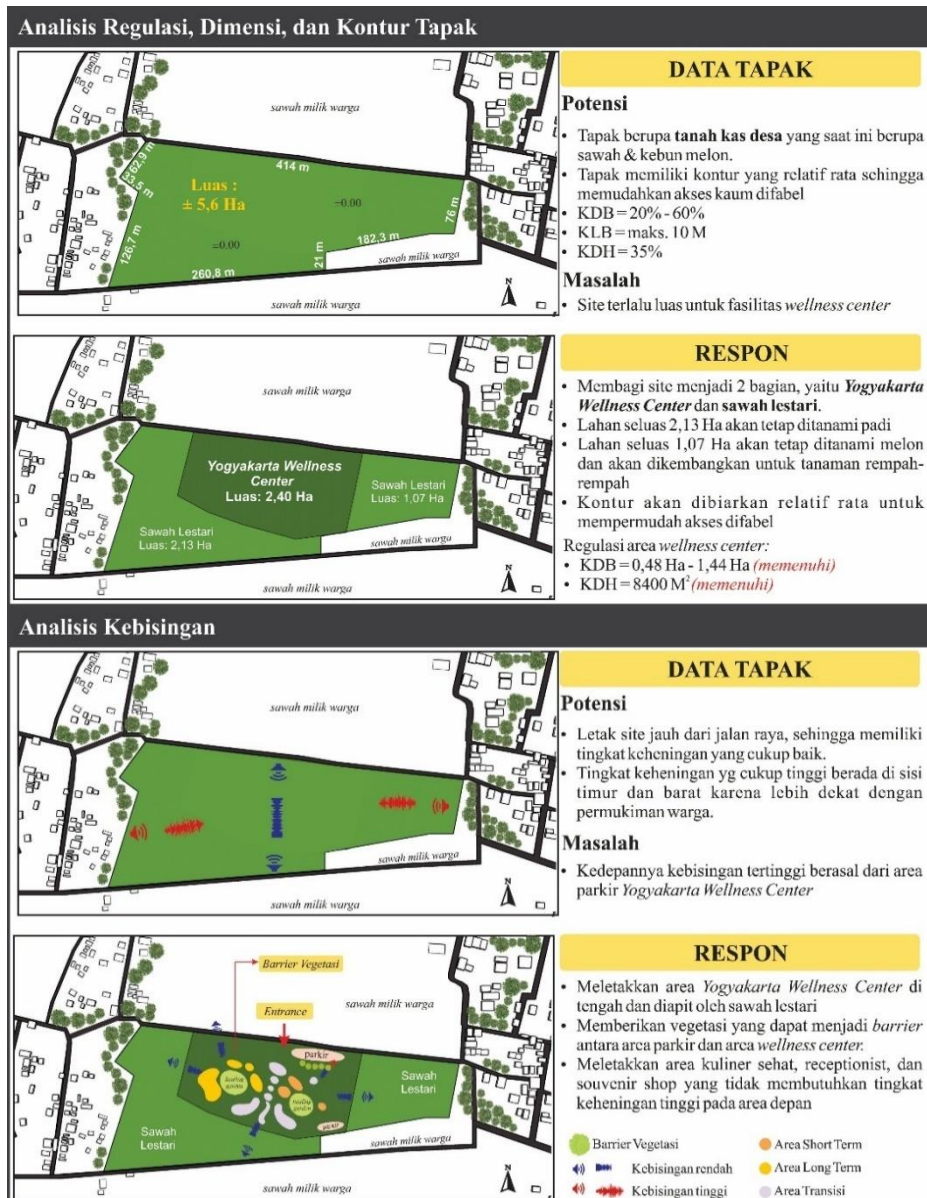 Analisis Regulasi, Dimensi, dan Kontur Tapak
sawah milik warga
414 m
62,9 m
33,5 m
Luas :
± 5,6 Ha
=0.00
=0.00
76 m
126,7 m
182,3 m
21 m
260,8 m
sawah milik warga
sawah milik warga
N
DATA TAPAK
Potensi
• Tapak berupa tanah kas desa yang saat ini berupa
sawah & kebun melon.
• Tapak memiliki kontur yang relatif rata sehingga
memudahkan akses kaum difabel
• KDB = 20% - 60%
• KLB = maks. 10 M
• KDH = 35%
Masalah
• Site terlalu luas untuk fasilitas wellness center
sawah milik warga
Yogyakarta Wellness
Center
Luas: 2,40 Ha
Sawah Lestari
Luas: 1,07 Ha
Sawah Lestari
Luas: 2,13 Ha
sawah milik warga
sawah milik warga
N
RESPON
• Membagi site menjadi 2 bagian, yaitu Yogyakarta
Wellness Center dan sawah lestari.
• Lahan seluas 2,13 Ha akan tetap ditanami padi
• Lahan seluas 1,07 Ha akan tetap ditanami melon
dan akan dikembangkan untuk tanaman rempah-
rempah
• Kontur akan dibiarkan relatif rata untuk
mempermudah akses difabel
Regulasi area wellness center:
• KDB = 0,48 Ha - 1,44 Ha (memenuhi)
• KDH = 8400 M² (memenuhi)
Analisis Kebisingan
sawah milik warga
sawah milik warga
sawah milik warga
N
DATA TAPAK
Potensi
• Letak site jauh dari jalan raya, sehingga memiliki
tingkat keheningan yang cukup baik.
• Tingkat keheningan yg cukup tinggi berada di sisi
timur dan barat karena lebih dekat dengan
permukiman warga.
Masalah
• Kedepannya kebisingan tertinggi berasal dari area
parkir Yogyakarta Wellness Center
Barrier Vegetasi
Entrance
sawah milik warga
parkir
healing
garden
Sawah
Lestari
parkir
Sawah
Lestari
sawah milik warga
sawah milik warga
N
RESPON
• Meletakkan area Yogyakarta Wellness Center di
tengah dan diapit oleh sawah lestari
• Memberikan vegetasi yang dapat menjadi barrier
antara area parkir dan area wellness center.
• Meletakkan area kuliner sehat, receptionist, dan
souvenir shop yang tidak membutuhkan tingkat
keheningan tinggi pada area depan
Barrier Vegetasi
Kebisingan rendah
Kebisingan tinggi
Area Short Term
Area Long Term
Area Transisi